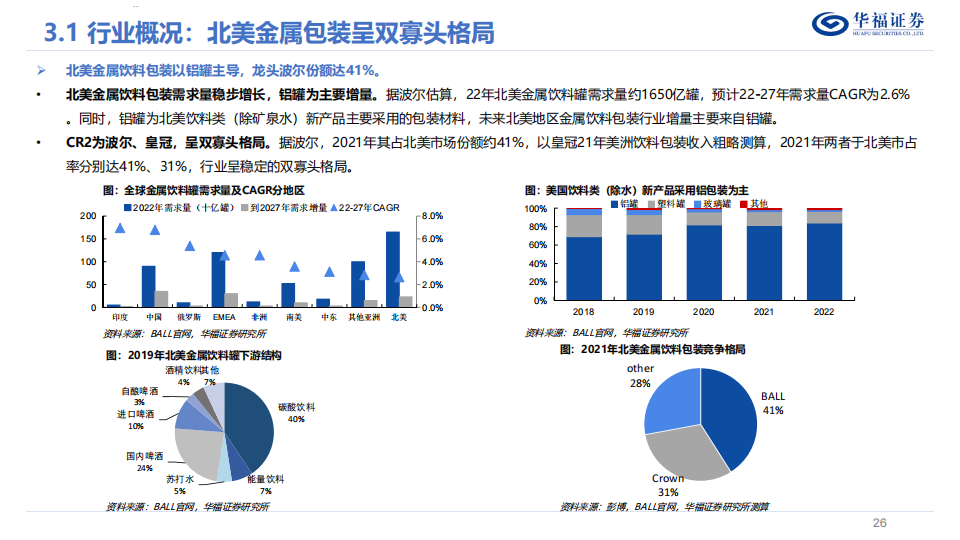 3.1 行业概况：北美金属包装呈双寡头格局
华福证券
HUAFU SECURITIES CO.,LTD.
➢ 北美金属饮料包装以铝罐主导，龙头波尔份额达41%。
• 北美金属饮料包装需求量稳步增长，铝罐为主要增量。据波尔估算，22年北美金属饮料罐需求量约1650亿罐，预计22-27年需求量CAGR为2.6%
。同时，铝罐为北美饮料类（除矿泉水）新产品主要采用的包装材料，未来北美地区金属饮料包装行业增量主要来自铝罐。
• CR2为波尔、皇冠，呈双寡头格局。据波尔，2021年其占北美市场份额约41%，以皇冠21年美洲饮料包装收入粗略测算，2021年两者于北美市占
率分别达41%、31%，行业呈稳定的双寡头格局。
图：全球金属饮料罐需求量及CAGR分地区
2022年需求量（十亿罐） 到2027年需求增量 22-27年CAGR
200 8.0%
150 6.0%
100 4.0%
50 2.0%
0 0.0%
印度 中国 俄罗斯 EMEA 非洲 南美 中东 其他亚洲 北美
资料来源：BALL官网，华福证券研究所
图：美国饮料类（除水）新产品采用铝包装为主
铝罐 塑料罐 玻璃罐 其他
100%
80%
60%
40%
20%
0%
2018 2019 2020 2021 2022
资料来源：BALL官网，华福证券研究所
图：2019年北美金属饮料罐下游结构
酒精饮料 其他
4% 7%
自酿啤酒
3%
进口啤酒
10%
国内啤酒
24%
苏打水
5%
能量饮料
7%
碳酸饮料
40%
资料来源：BALL官网，华福证券研究所
图：2021年北美金属饮料包装竞争格局
other
28%
BALL
41%
Crown
31%
资料来源：彭博，BALL官网，华福证券研究所测算
26